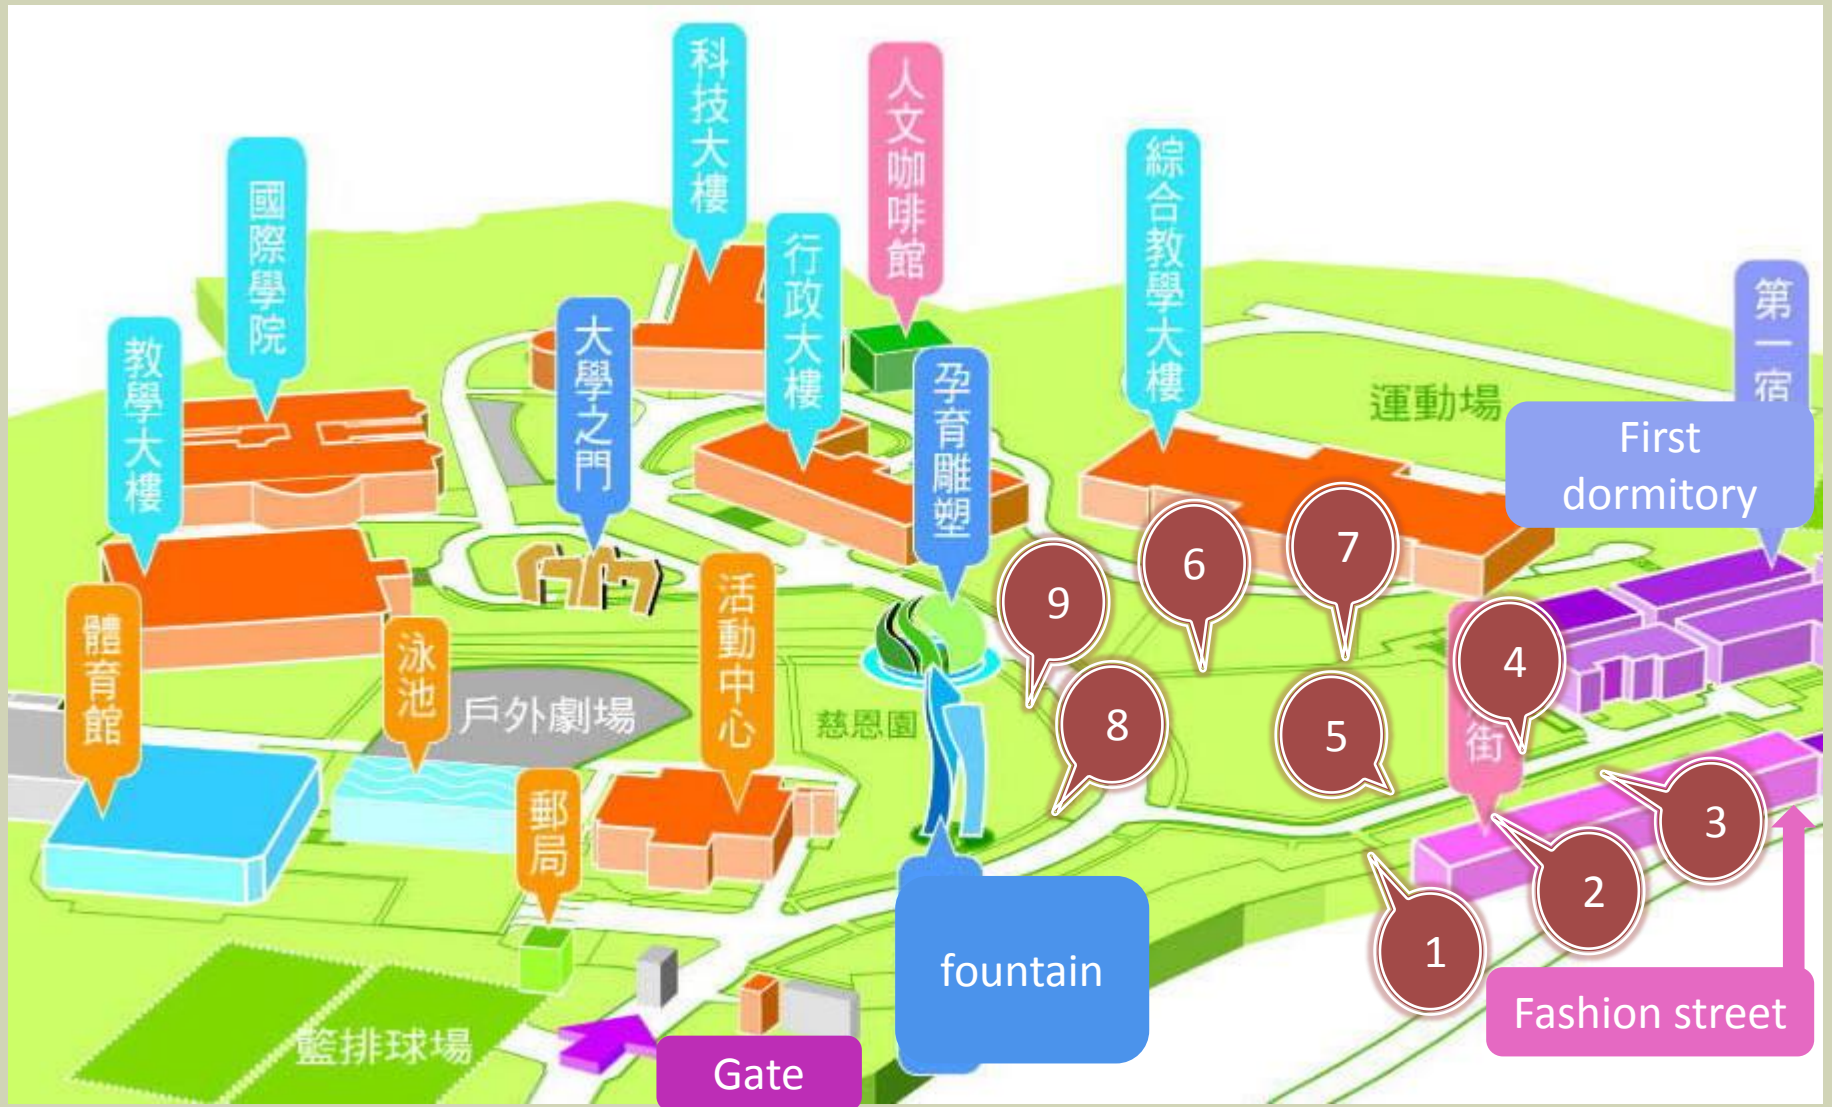 科技大樓
人文咖啡館
綜合教學大樓
國際學院
行政大樓
第一宿
大學之門
教學大樓
孕育雕塑
運動場
First
dormitory
活動中心
體育館
泳池
戶外劇場
慈恩園
街
郵局
籃排球場
9
6
7
8
5
4
3
2
1
fountain
Fashion street
Gate